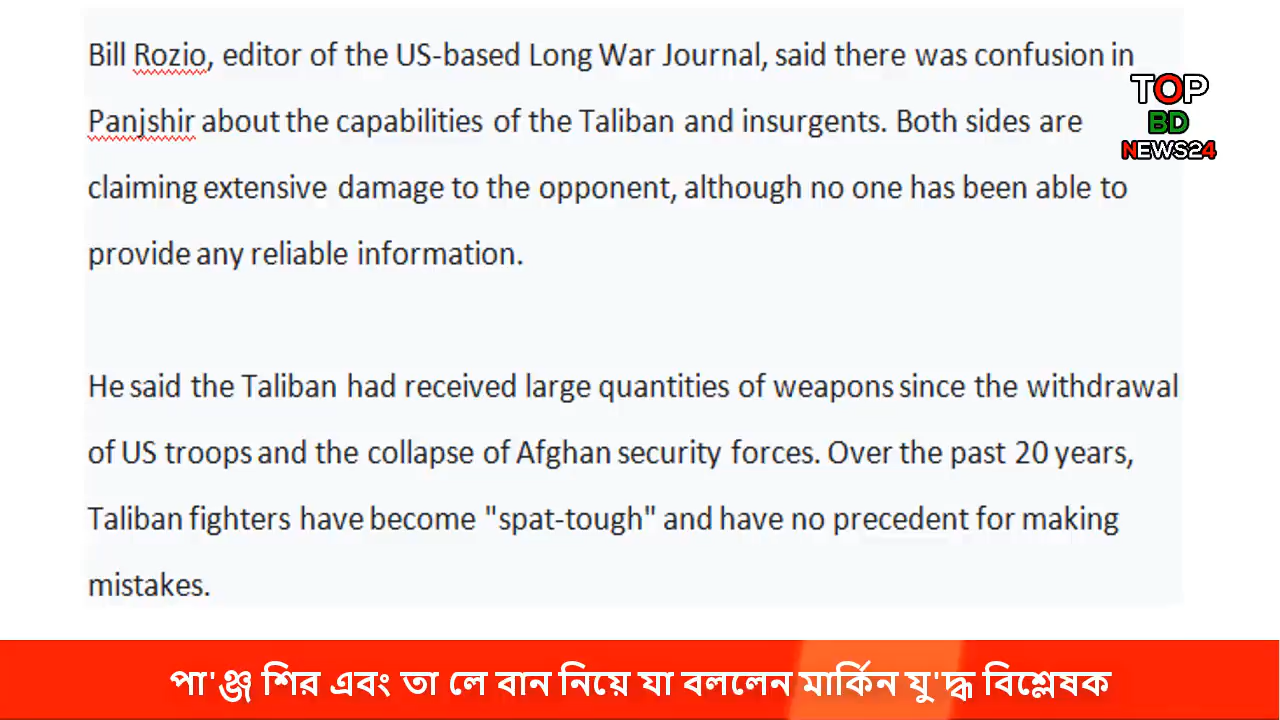 Bill Rozio, editor of the US-based Long War Journal, said there was confusion in
Panjshir about the capabilities of the Taliban and insurgents. Both sides are
claiming extensive damage to the opponent, although no one has been able to
provide any reliable information.
He said the Taliban had received large quantities of weapons since the withdrawal
of US troops and the collapse of Afghan security forces. Over the past 20 years,
Taliban fighters have become "spat-tough" and have no precedent for making
mistakes.
TOP
BD
NEWS24
পা'ঞ্জ শির এবং তা লে বান নিয়ে যা বললেন মার্কিন যু'দ্ধ বিশ্লেষক